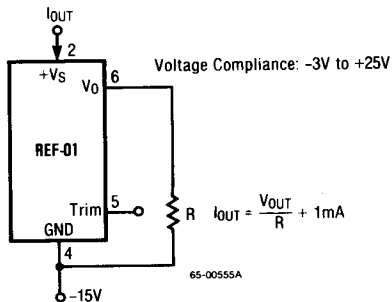 IOUT
2
+VS
VO
6
Voltage Compliance: -3V to +25V
REF-01
Trim
5
R
IOUT = VOUT/R + 1mA
GND
4
65-00555A
-15V